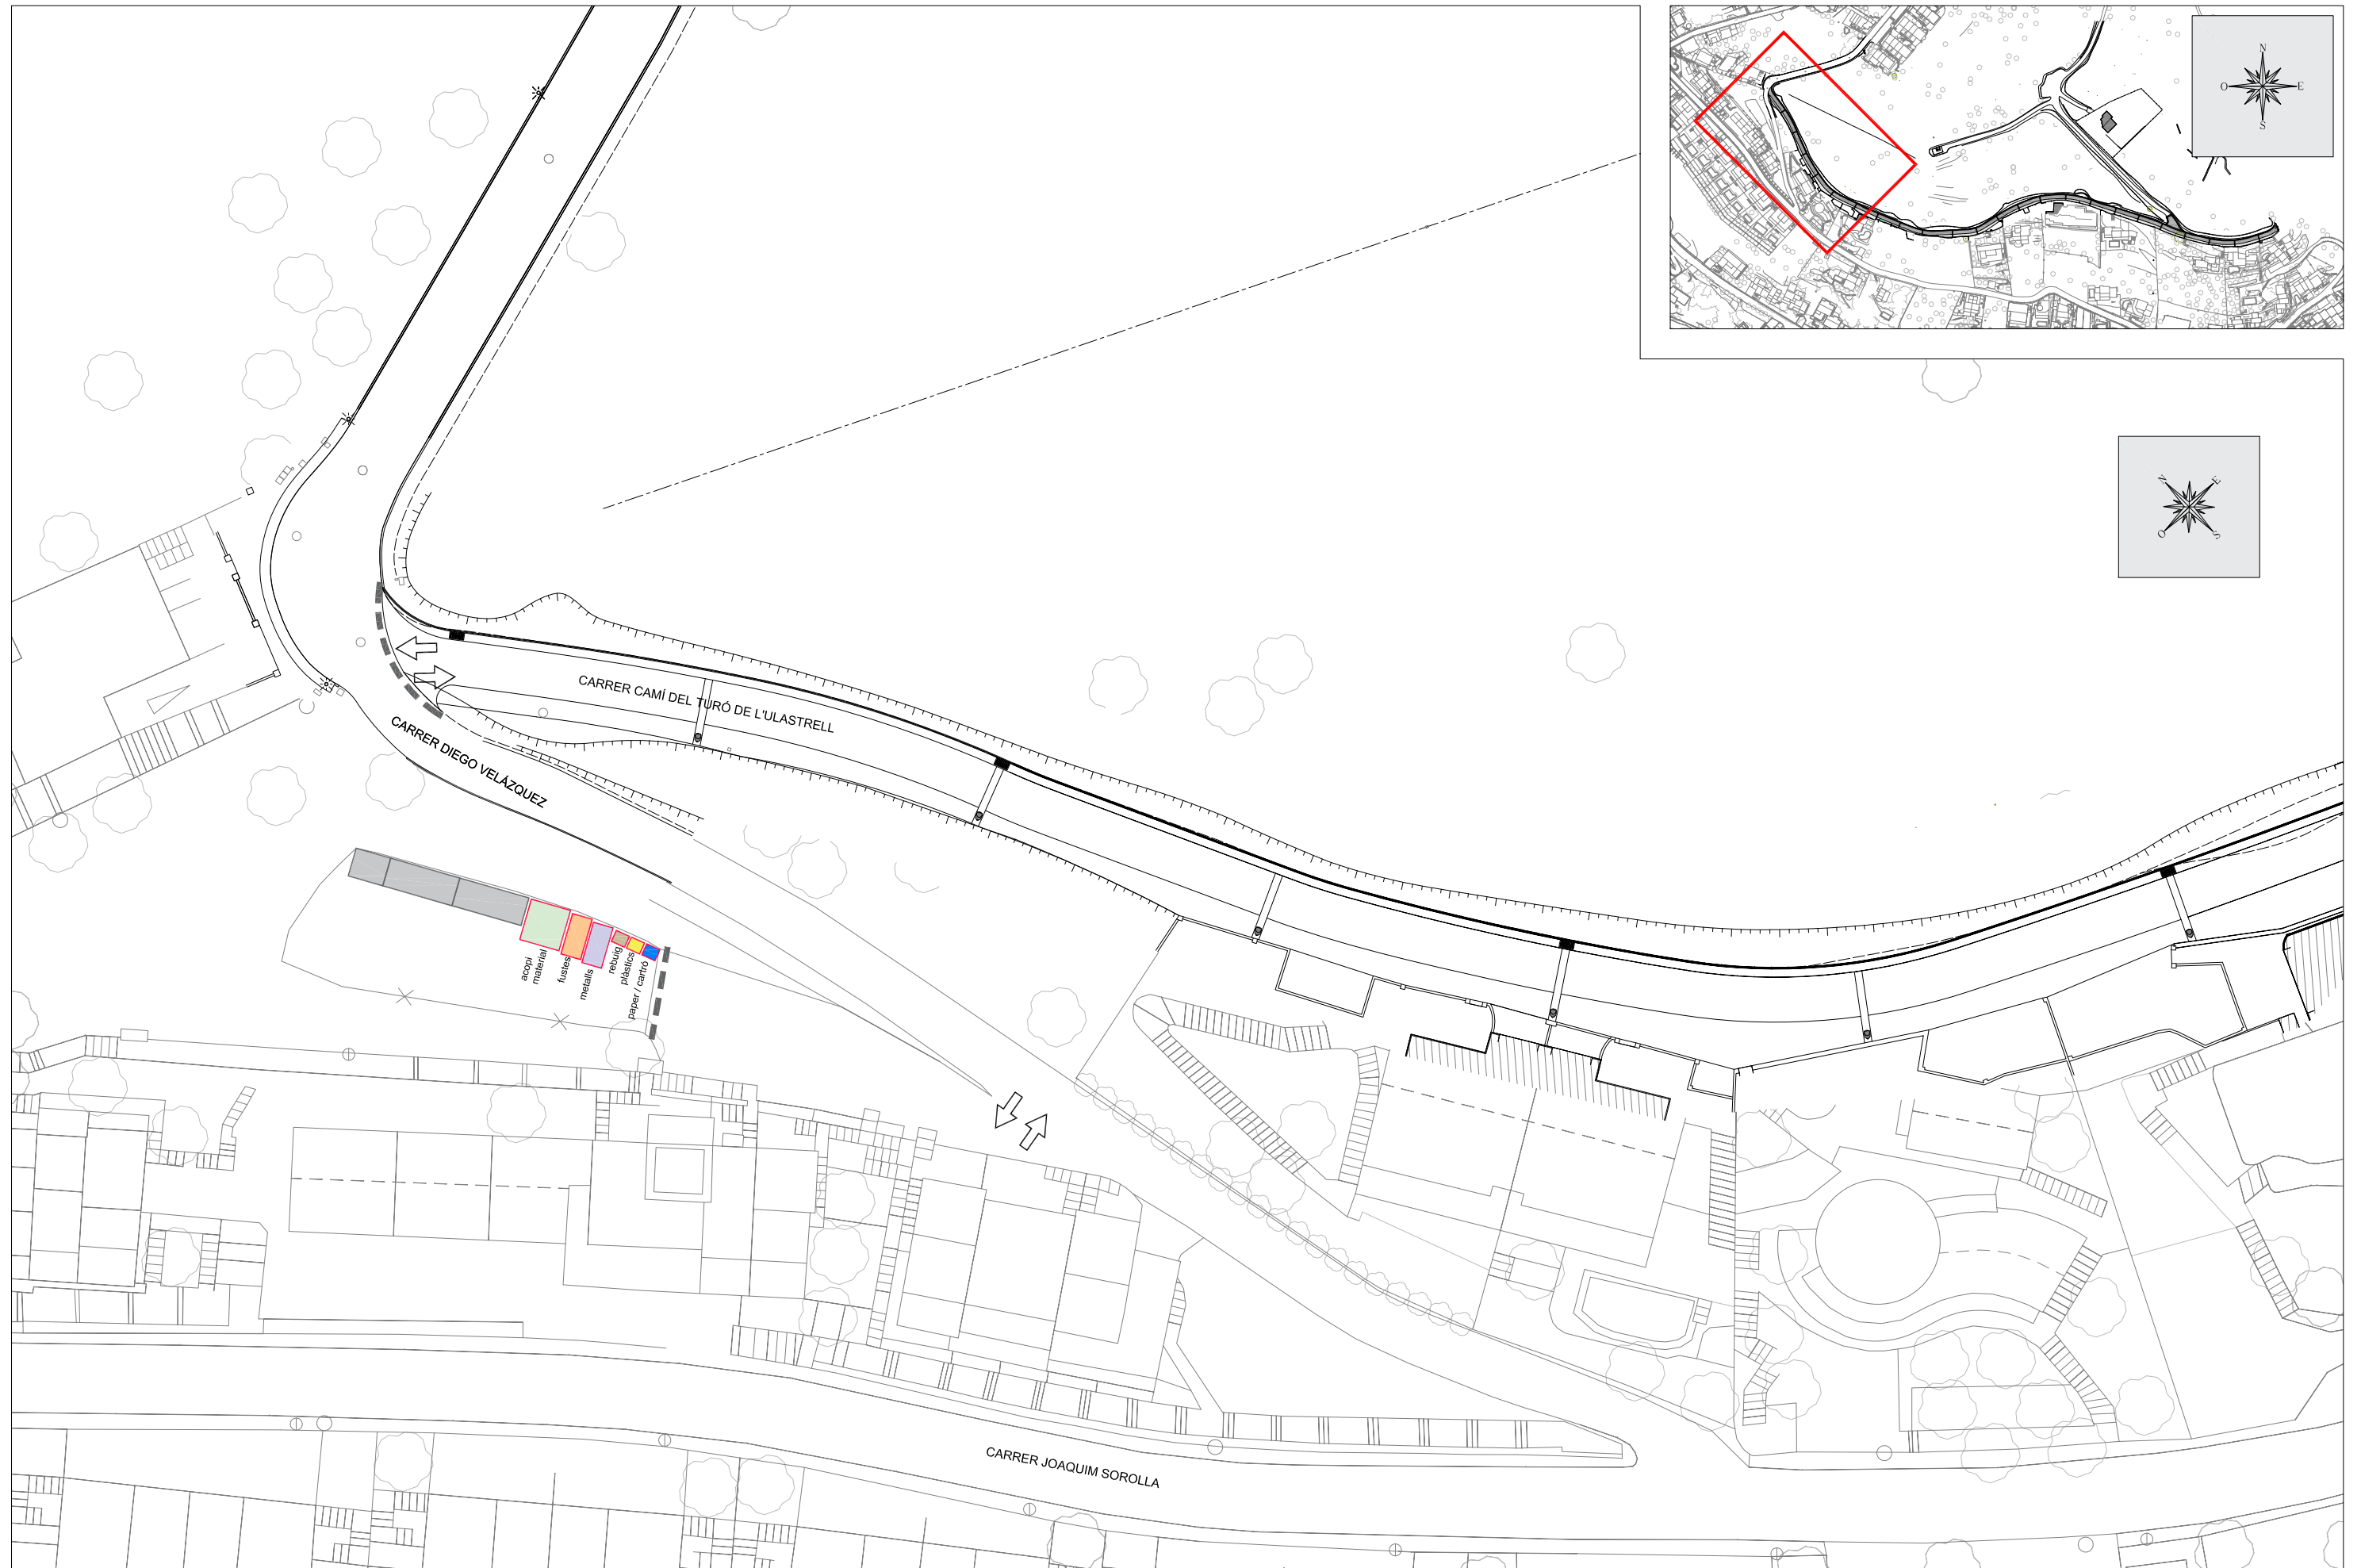 N
O
E
S
N
E
O
S
CARRER CAMÍ DEL TURÓ DE L'ULASTRELL
CARRER DIEGO VELÁZQUEZ
acopi
material
fustes
metalls
rebuig
plàstics
paper / cartró
CARRER JOAQUIM SOROLLA